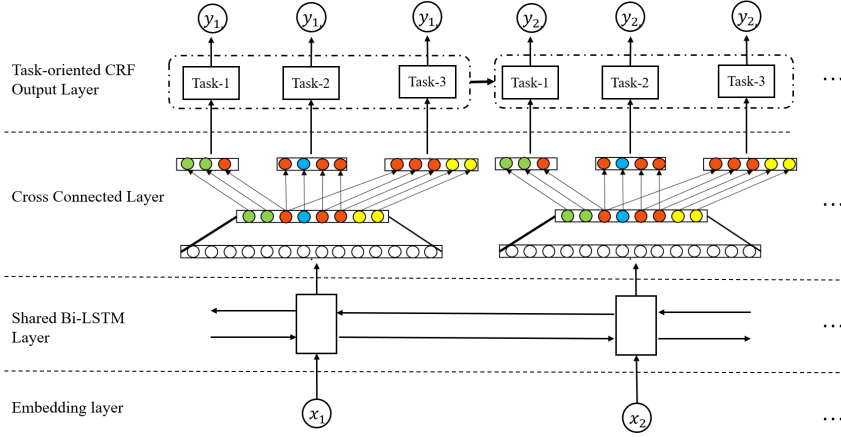 y1, y1, y1, y2, y2, y2,
Task-oriented CRF
Output Layer
Task-1 Task-2 Task-3 Task-1 Task-2 Task-3 ...
Cross Connected Layer ...
Shared Bi-LSTM
Layer ...
Embedding layer x1 x2 ...